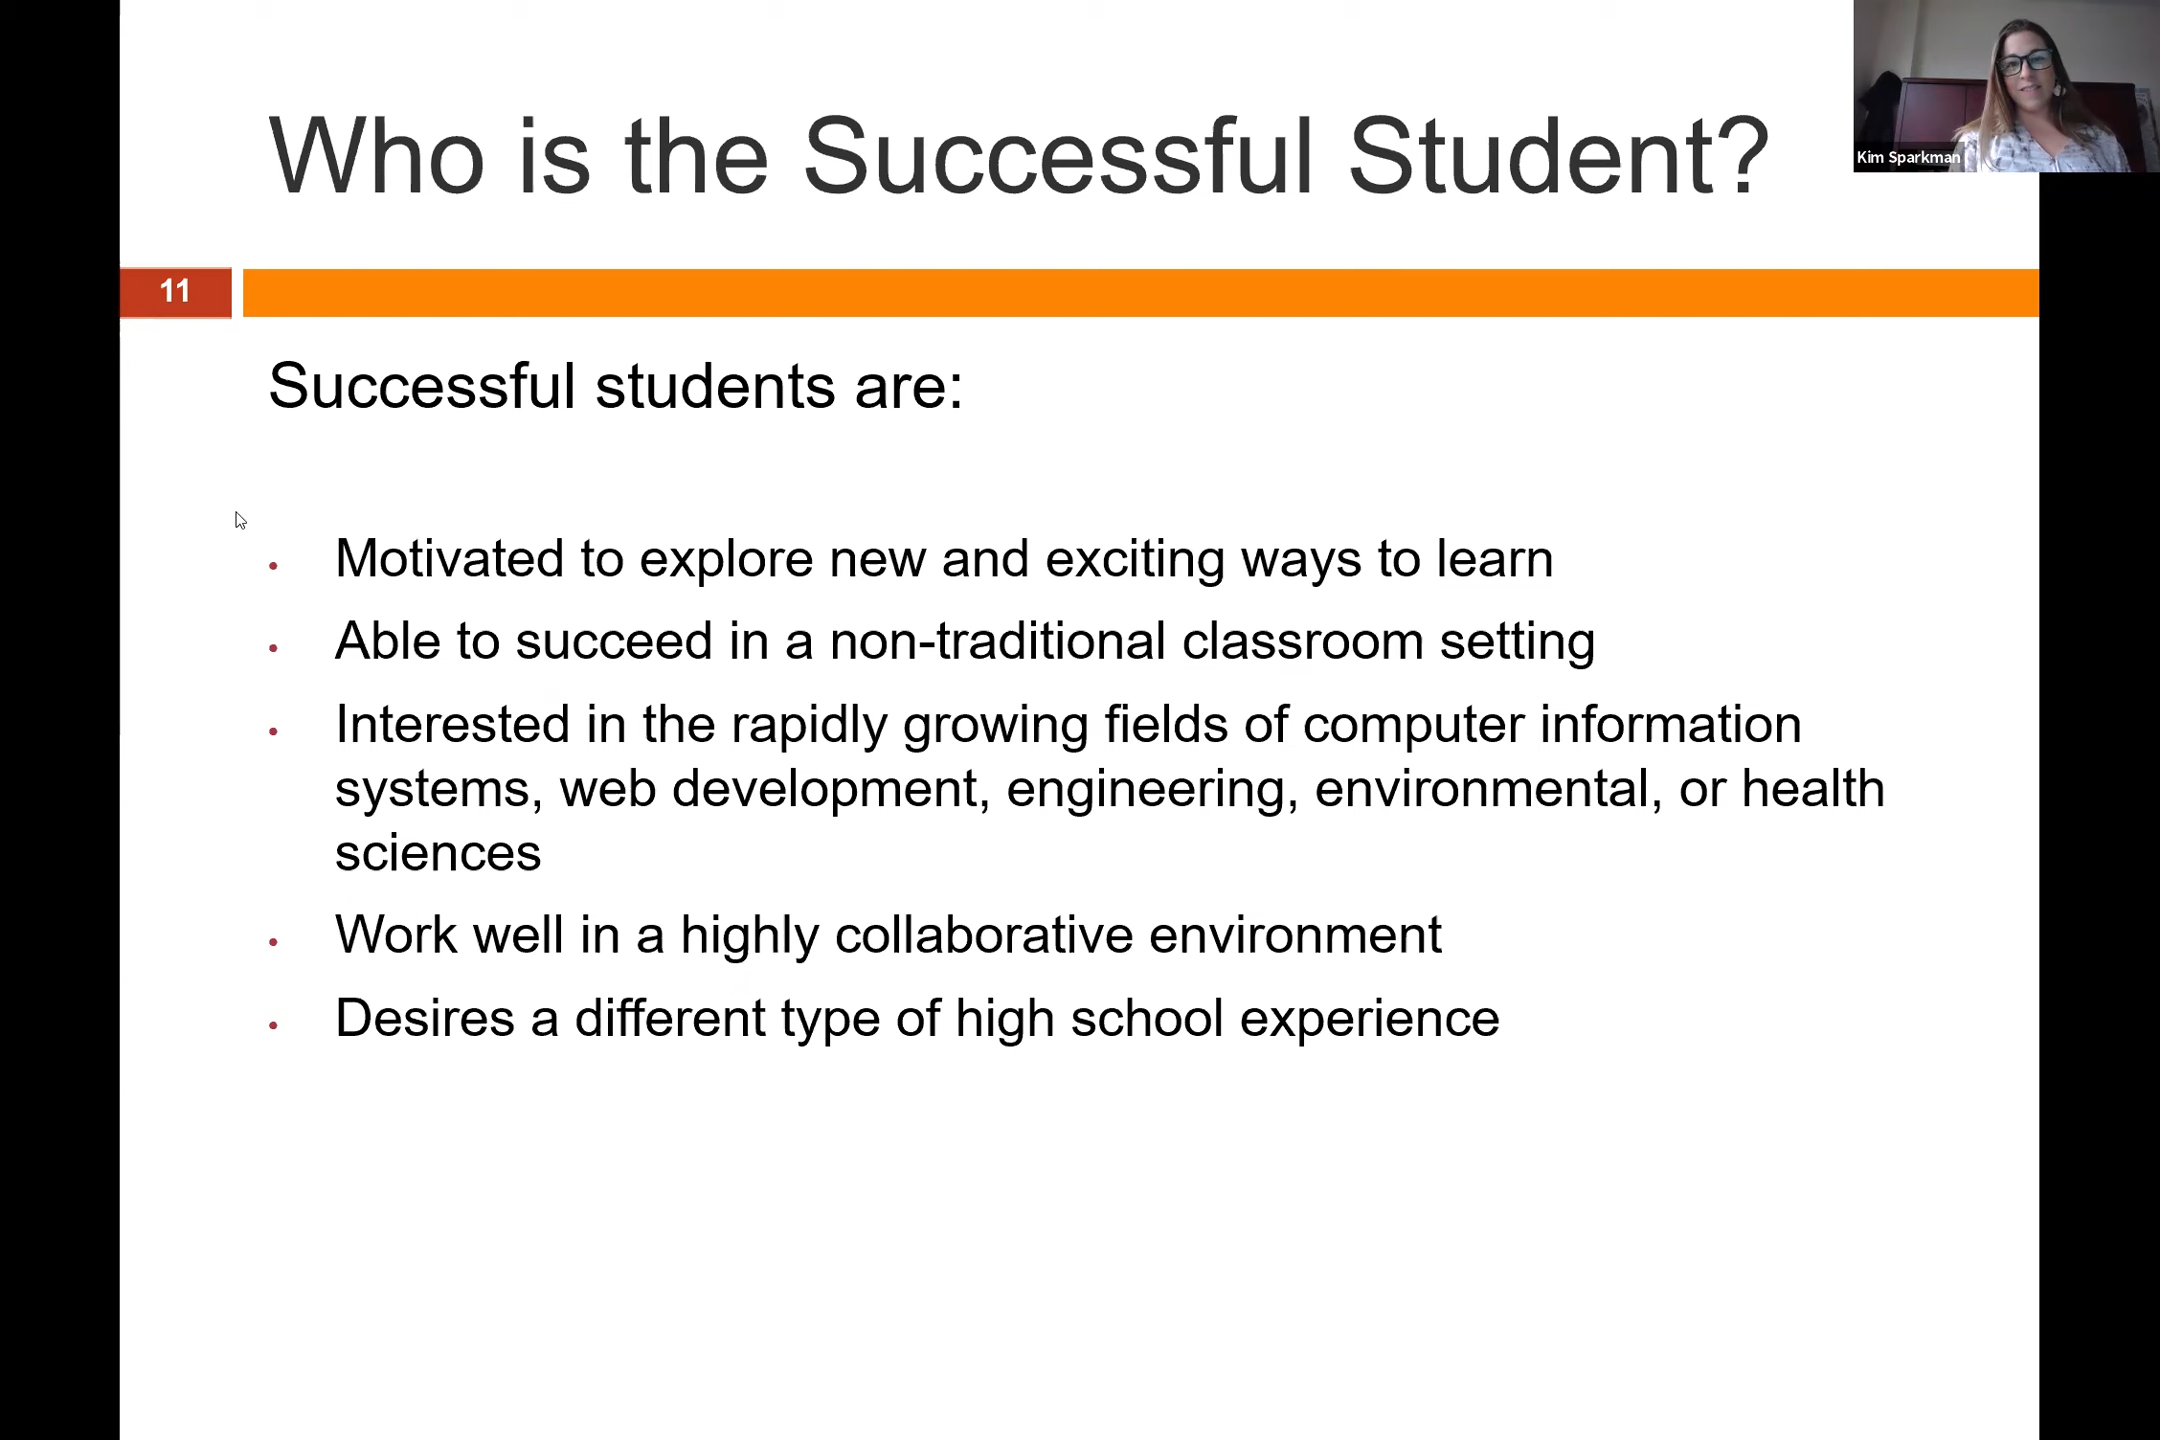 Who is the Successful Student?
Kim Sparkman
11
Successful students are:
• Motivated to explore new and exciting ways to learn
• Able to succeed in a non-traditional classroom setting
• Interested in the rapidly growing fields of computer information
systems, web development, engineering, environmental, or health
sciences
• Work well in a highly collaborative environment
• Desires a different type of high school experience